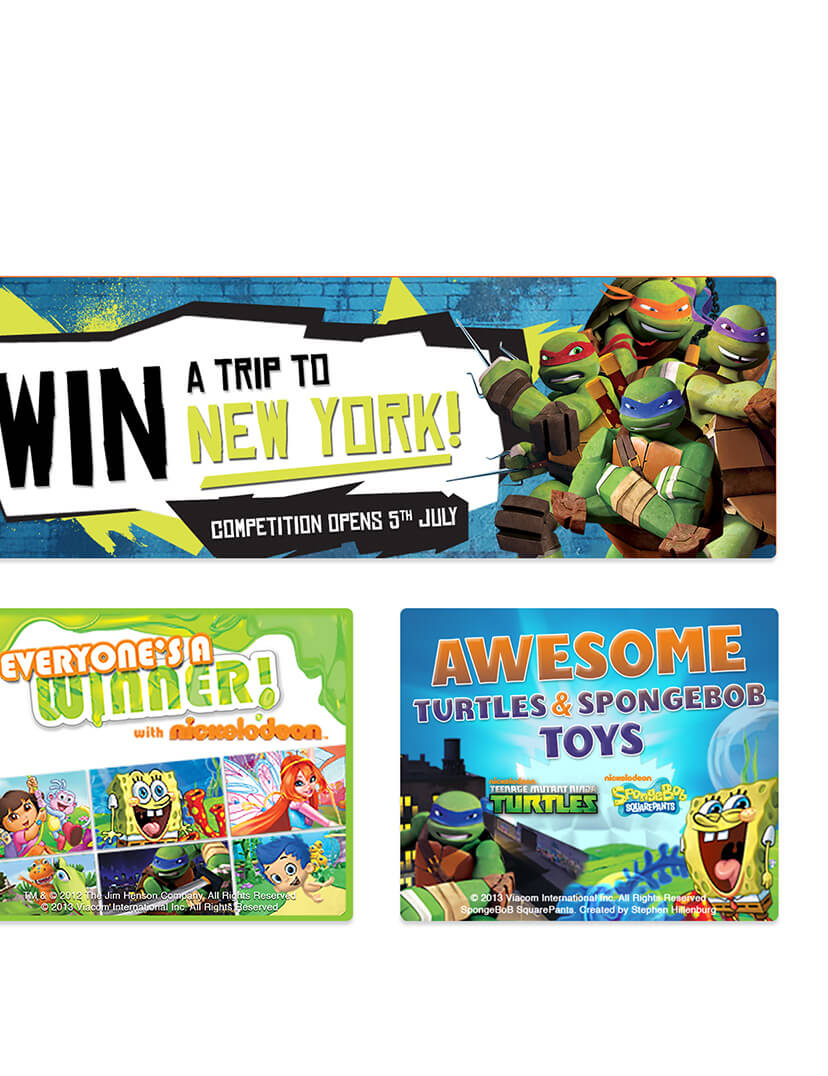 WIN
A TRIP TO
NEW YORK!
COMPETITION OPENS 5TH JULY
EVERYONE'S A
WINNER!
with nickelodeon™
TM & © 2012 The Jim Henson Company, All Rights Reserved
© 2013 Viacom International Inc. All Rights Reserved
AWESOME
TURTLES & SPONGEBOB
TOYS
nickelodeon
TEENAGE MUTANT NINJA
TURTLES
nickelodeon
SpongeBob
SQUAREPANTS
© 2013 Viacom International Inc. All Rights Reserved
SpongeBoB SquarePants. Created by Stephen Hillenburg